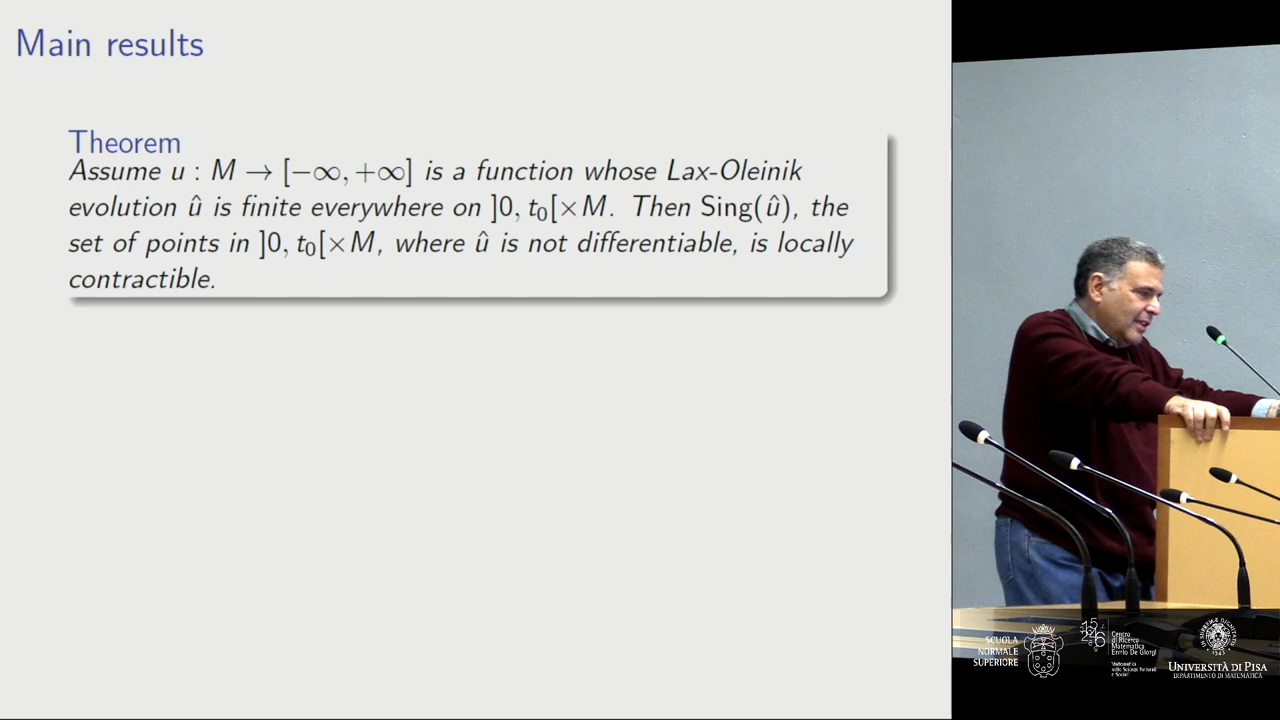 Main results
Theorem
Assume u : M → [−∞, +∞] is a function whose Lax-Oleinik
evolution û is finite everywhere on ]0, t₀[×M. Then Sing(û), the
set of points in ]0, t₀[×M, where û is not differentiable, is locally
contractible.
SCUOLA
NORMALE
SUPERIORE
Centro
di Ricerca
Matematica
Ennio De Giorgi
UNIVERSITÀ DI PISA
DIPARTIMENTO DI MATEMATICA